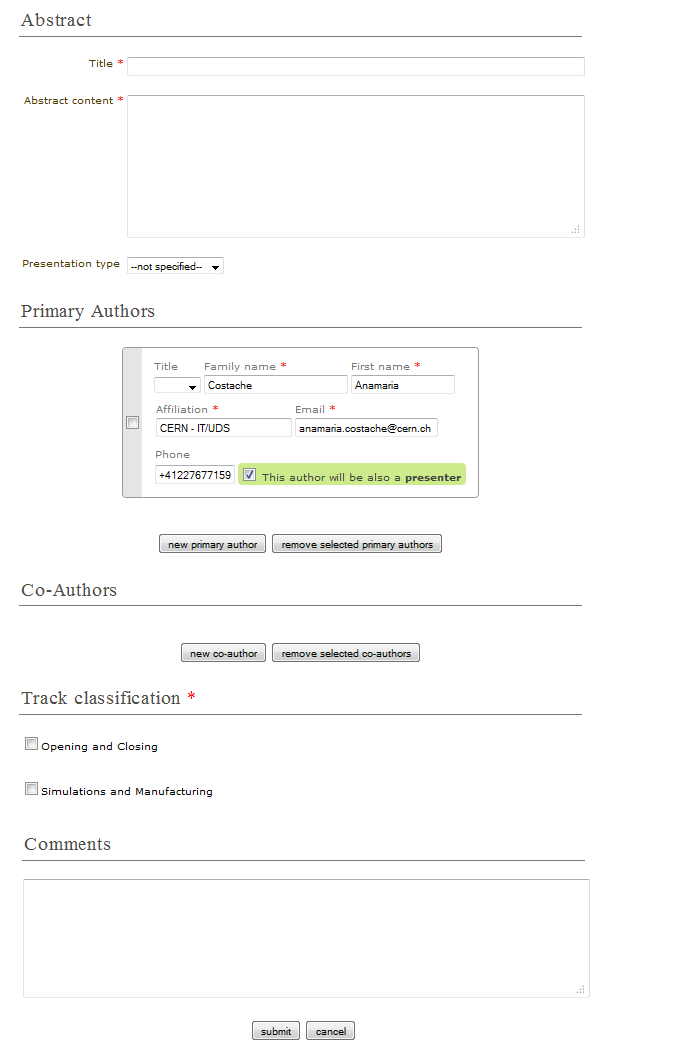 Abstract
Title *
Abstract content *
Presentation type --not specified--
Primary Authors
Title Family name * First name *
Costache Anamaria
Affiliation * Email *
CERN - IT/UDS anamaria.costache@cern.ch
Phone
+41227677159 This author will be also a presenter
new primary author remove selected primary authors
Co-Authors
new co-author remove selected co-authors
Track classification *
Opening and Closing
Simulations and Manufacturing
Comments
submit cancel